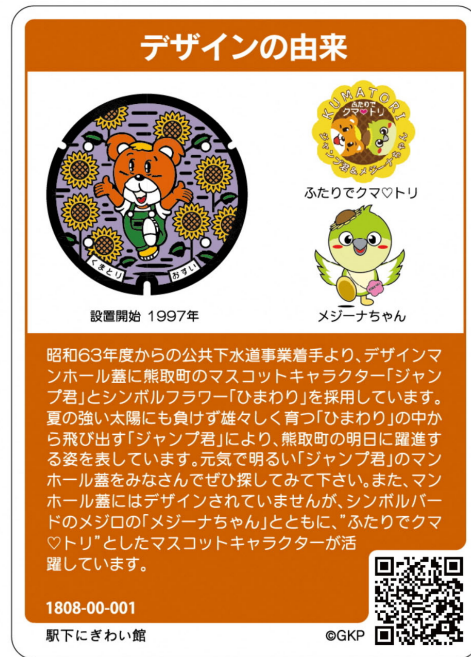 デザインの由来
くまとり
おすい
設置開始 1997年
KUMATORI
ふたりで
クマ♡トリ
ジャンプ君&メジーナちゃん
ふたりでクマ♡トリ
メジーナちゃん
昭和63年度からの公共下水道事業着手より、デザインマ
ンホール蓋に熊取町のマスコットキャラクター「ジャン
プ君」とシンボルフラワー「ひまわり」を採用しています。
夏の強い太陽にも負けず雄々しく育つ「ひまわり」の中か
ら飛び出す「ジャンプ君」により、熊取町の明日に躍進す
る姿を表しています。元気で明るい「ジャンプ君」のマン
ホール蓋をみなさんでぜひ探してみて下さい。また、マン
ホール蓋にはデザインされていませんが、シンボルバー
ドのメジロの「メジーナちゃん」とともに、"ふたりでクマ
♡トリ"としたマスコットキャラクターが活
躍しています。
1808-00-001
駅下にぎわい館
©GKP